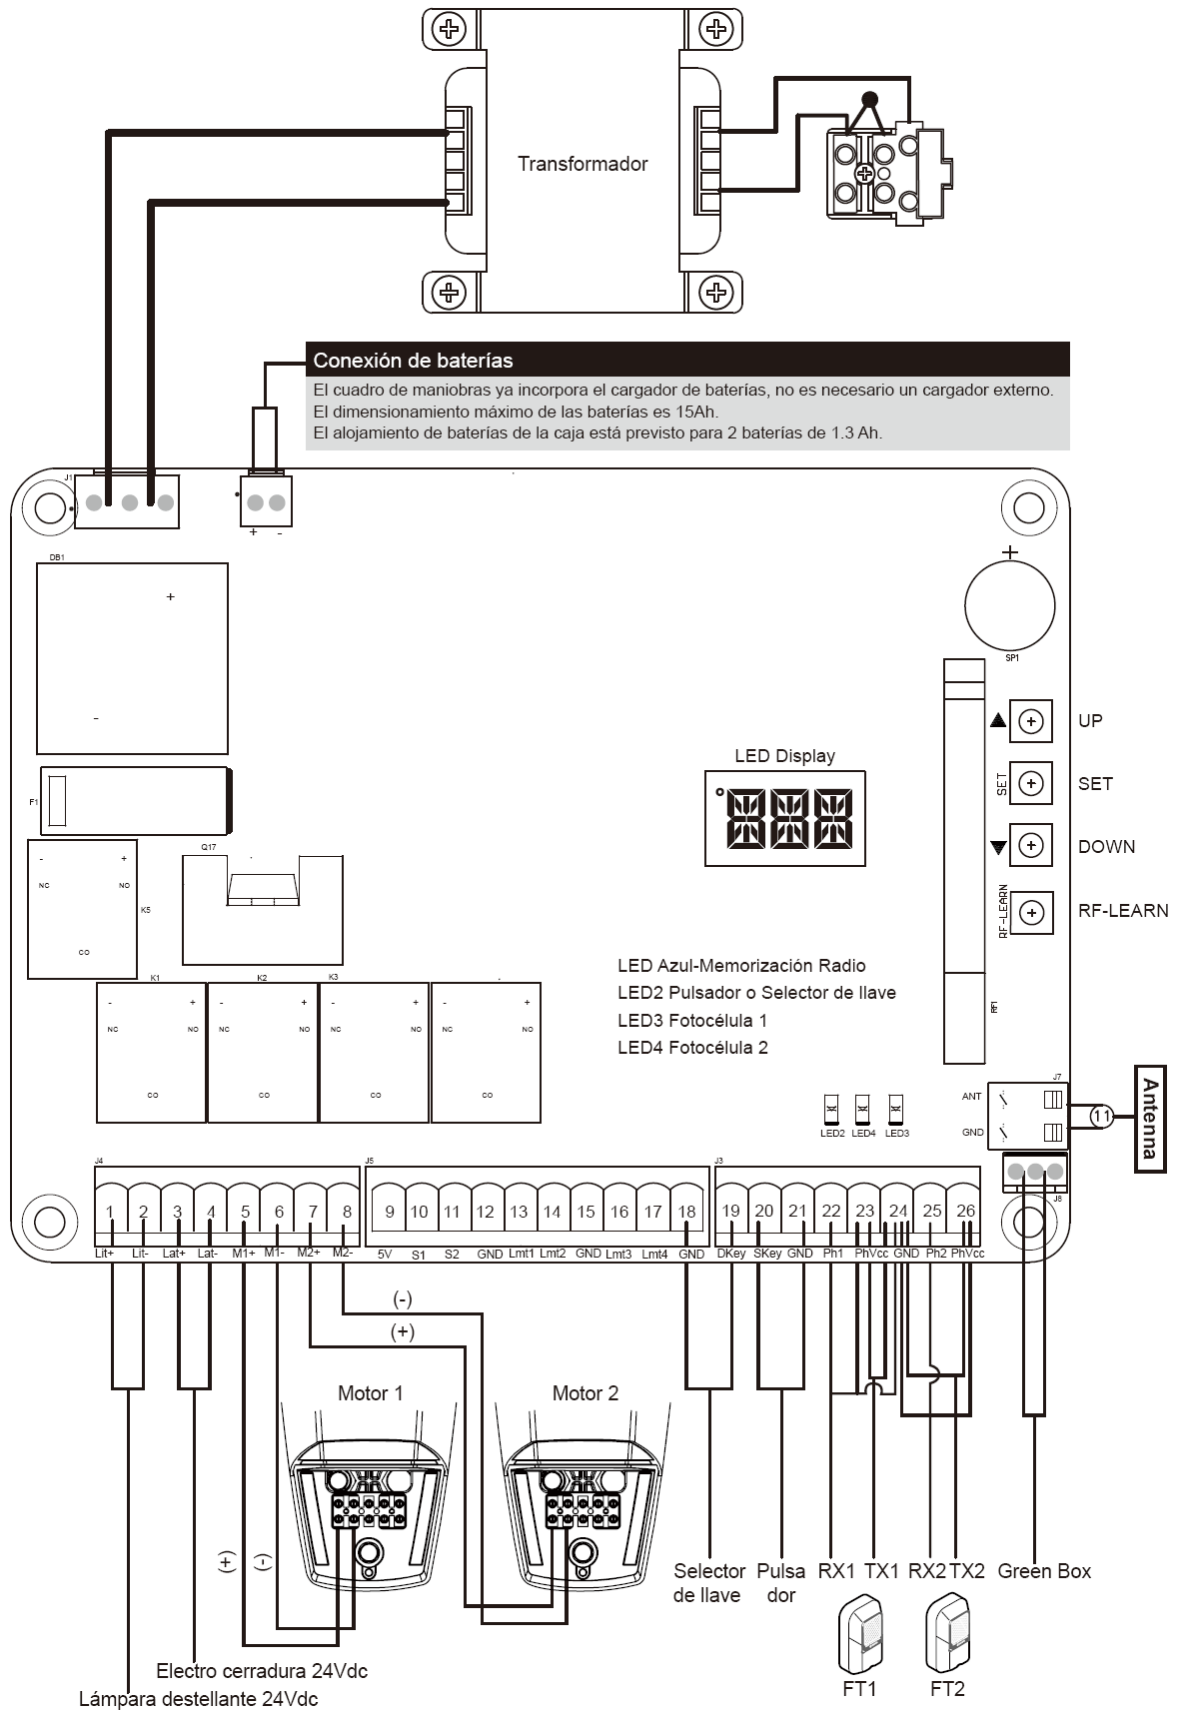 Transformador
Conexión de baterías
El cuadro de maniobras ya incorpora el cargador de baterías, no es necesario un cargador externo.
El dimensionamiento máximo de las baterías es 15Ah.
El alojamiento de baterías de la caja está previsto para 2 baterías de 1.3 Ah.
J1
+ -
DB1
+
-
+
SP1
UP
SET SET
DOWN
RF-LEARN RF-LEARN
LED Display
F1
Q17
- +
NC NO
K5
CO
K1 K2 K3 -
- + - + - + - +
NC NO NC NO NC NO NC NO
CO CO CO CO
LED Azul-Memorización Radio
LED2 Pulsador o Selector de llave
LED3 Fotocélula 1
LED4 Fotocélula 2
RF1
J7
ANT
GND
11
Antenna
LED2 LED4 LED3
J8
J4 J5 J3
1 2 3 4 5 6 7 8 9 10 11 12 13 14 15 16 17 18 19 20 21 22 23 24 25 26
Lit+ Lit- Lat+ Lat- M1+ M1- M2+ M2- 5V S1 S2 GND Lmt1 Lmt2 GND Lmt3 Lmt4 GND DKey SKey GND Ph1 PhVcc GND Ph2 PhVcc
(-)
(+)
Motor 1 Motor 2
(+) (-)
Selector de llave
Pulsa dor
RX1 TX1 RX2 TX2 Green Box
FT1 FT2
Electro cerradura 24Vdc
Lámpara destellante 24Vdc